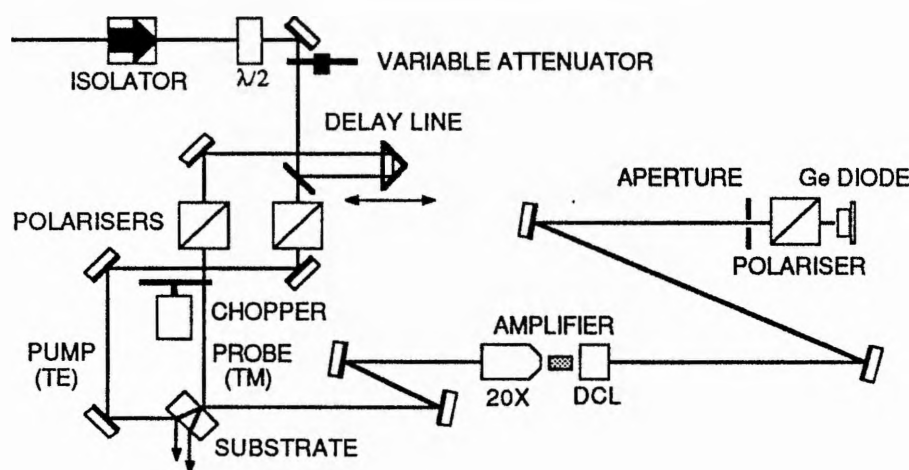 ISOLATOR
λ/2
VARIABLE ATTENUATOR
DELAY LINE
POLARISERS
APERTURE
Ge DIODE
POLARISER
CHOPPER
PUMP
(TE)
PROBE
(TM)
AMPLIFIER
20X
DCL
SUBSTRATE